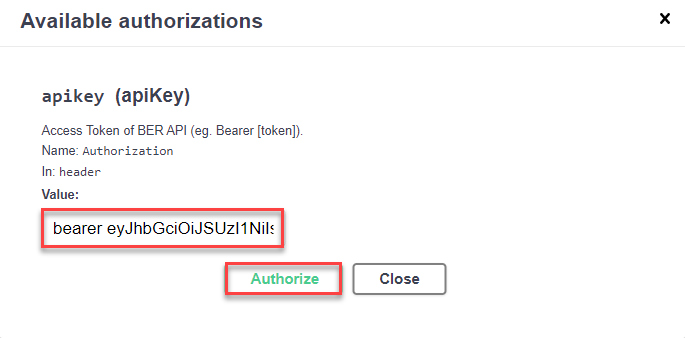 Available authorizations
apikey (apiKey)
Access Token of BER API (eg. Bearer [token]).
Name: Authorization
In: header
Value:
bearer eyJhbGciOiJSUzI1NiIs
Authorize Close